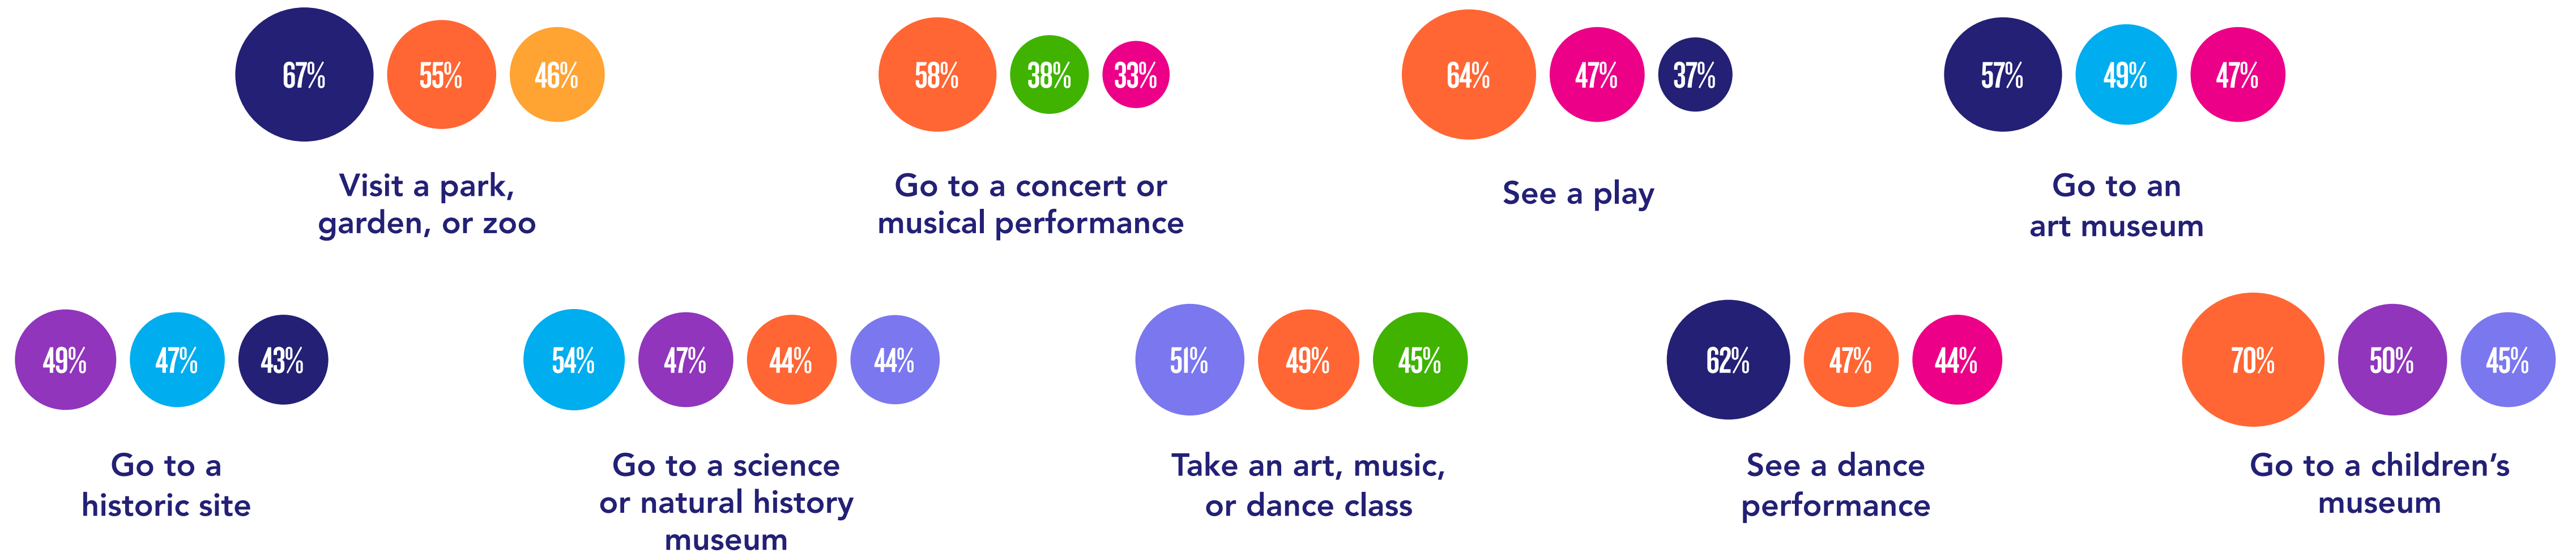 67% 55% 46%
Visit a park,
garden, or zoo
58% 38% 33%
Go to a concert or
musical performance
64% 47% 37%
See a play
57% 49% 47%
Go to an
art museum
49% 47% 43%
Go to a
historic site
54% 47% 44% 44%
Go to a science
or natural history
museum
51% 49% 45%
Take an art, music,
or dance class
62% 47% 44%
See a dance
performance
70% 50% 45%
Go to a children’s
museum